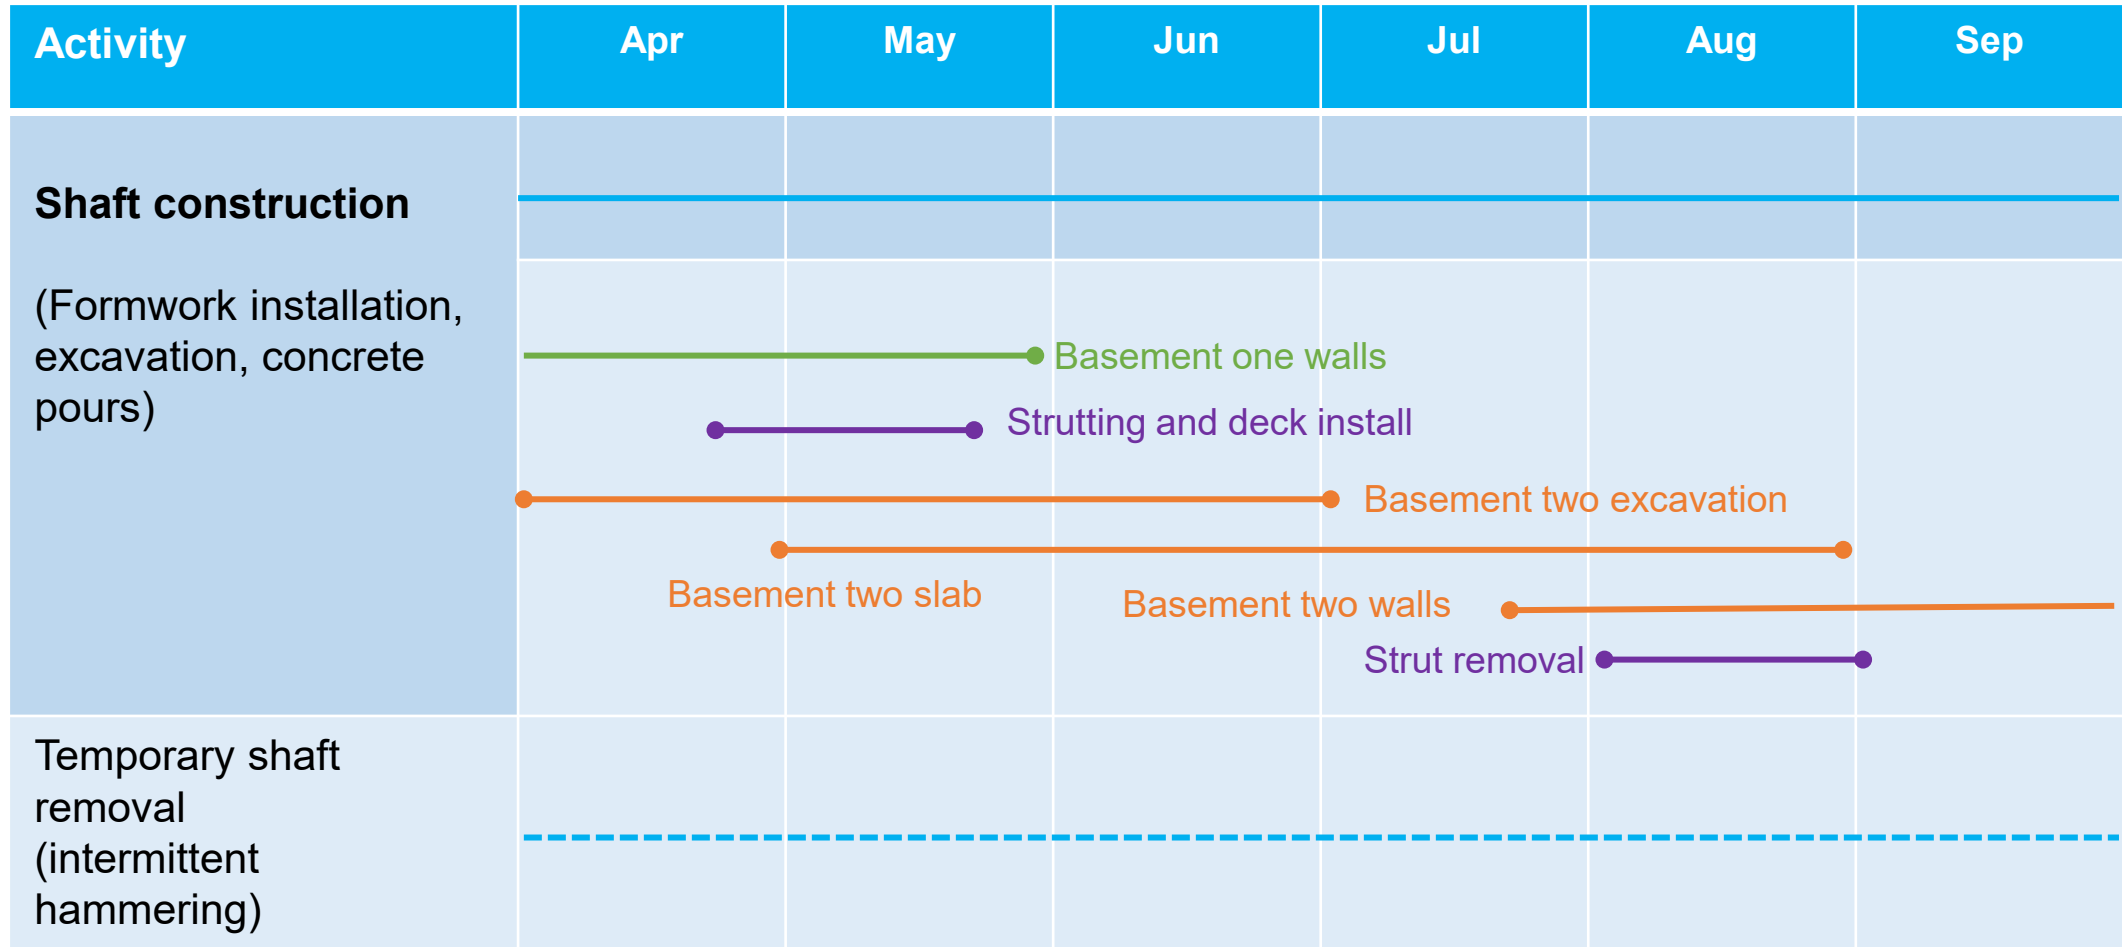 Activity Apr May Jun Jul Aug Sep
Shaft construction
(Formwork installation,
excavation, concrete
pours)
Basement one walls
Strutting and deck install
Basement two excavation
Basement two slab
Basement two walls
Strut removal
Temporary shaft
removal
(intermittent
hammering)